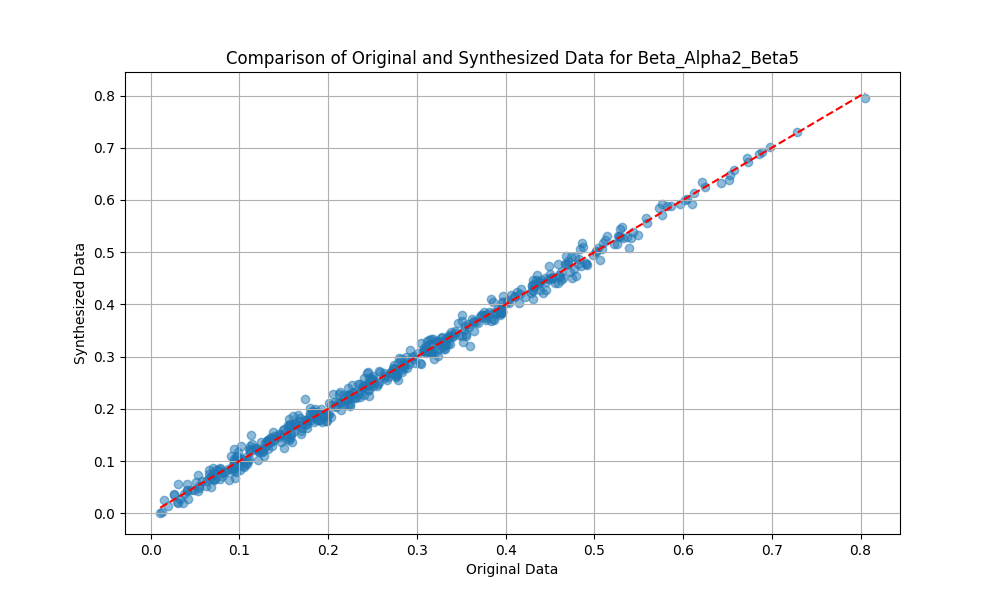 Comparison of Original and Synthesized Data for Beta_Alpha2_Beta5
Synthesized Data
0.8
0.7
0.6
0.5
0.4
0.3
0.2
0.1
0.0
0.0 0.1 0.2 0.3 0.4 0.5 0.6 0.7 0.8
Original Data